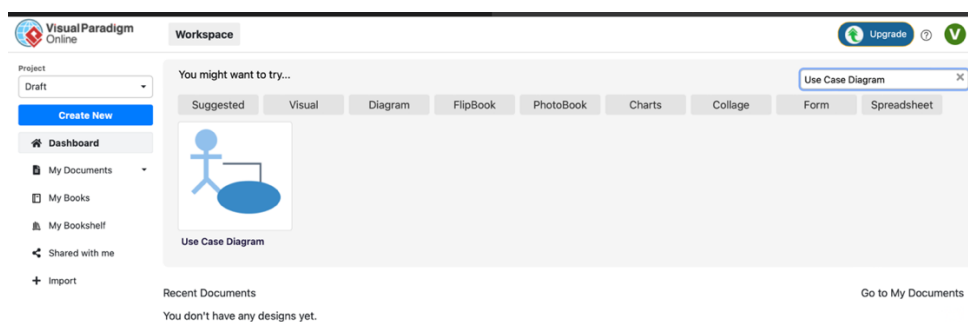 Visual Paradigm
Online
Workspace
Upgrade
?
V
Project
Draft
Create New
Dashboard
My Documents
My Books
My Bookshelf
Shared with me
Import
You might want to try...
Use Case Diagram
Suggested Visual Diagram FlipBook PhotoBook Charts Collage Form Spreadsheet
Use Case Diagram
Recent Documents
Go to My Documents
You don't have any designs yet.